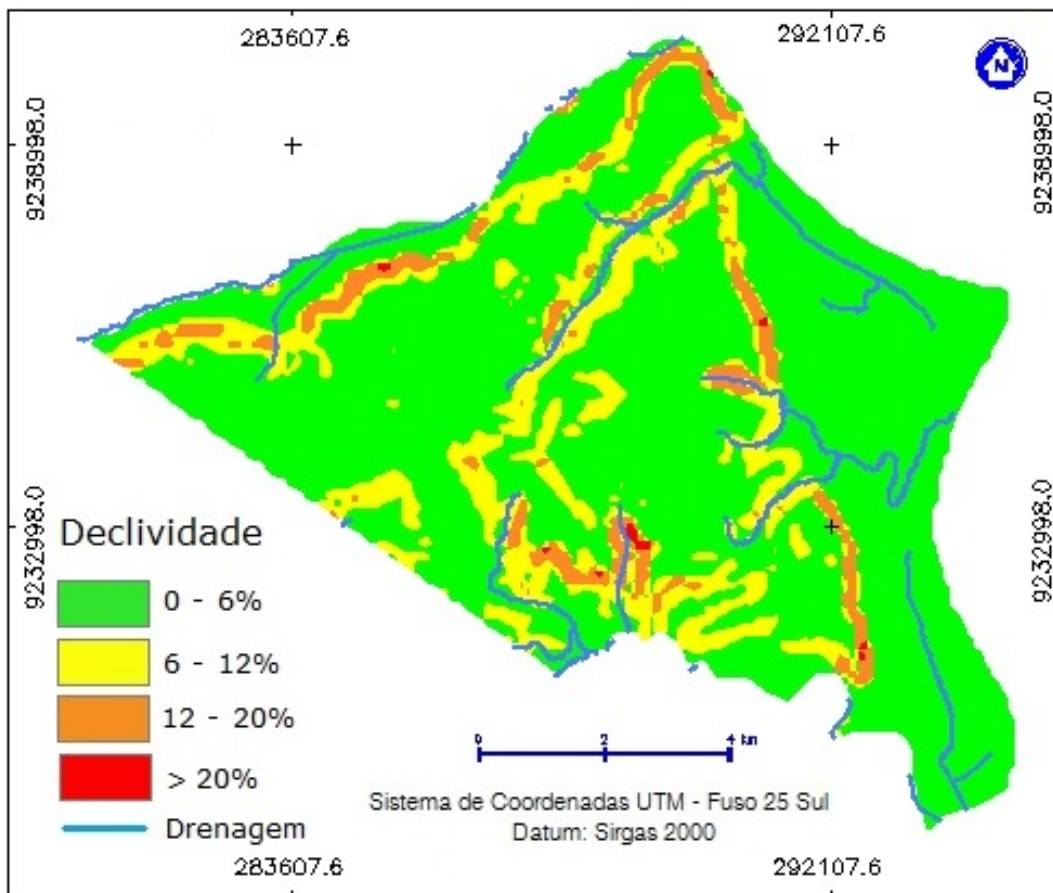 283607.6
292107.6
N
9238998.0
9238998.0
9232998.0
9232998.0
Declividade
0 - 6%
6 - 12%
12 - 20%
> 20%
Drenagem
0 2 4 km
Sistema de Coordenadas UTM - Fuso 25 Sul
Datum: Sirgas 2000
283607.6
292107.6